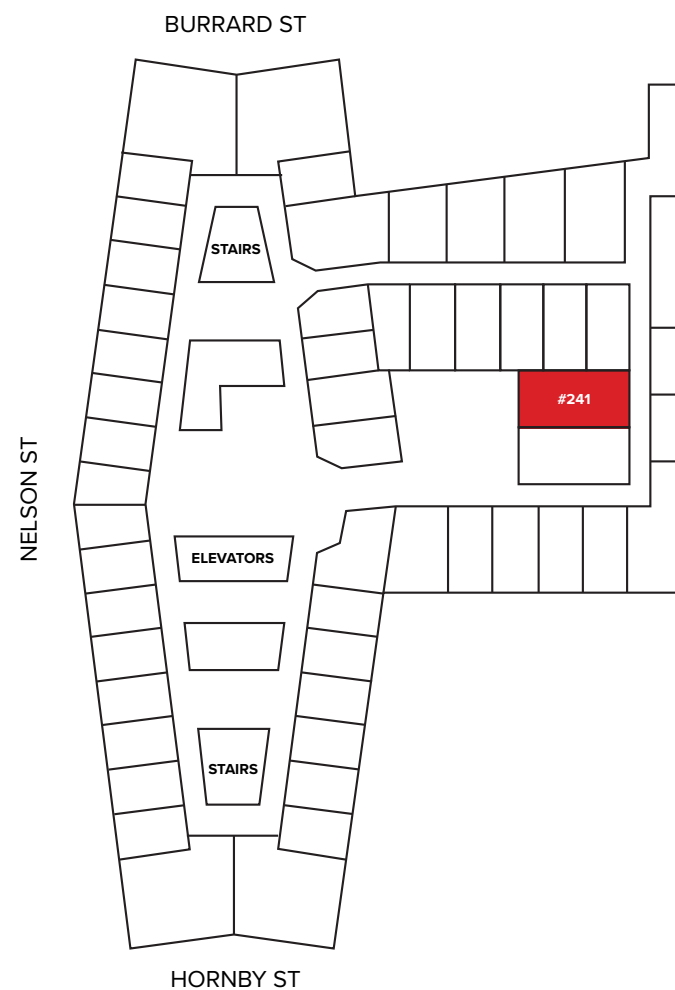 BURRARD ST
STAIRS
#241
NELSON ST
ELEVATORS
STAIRS
HORNBY ST